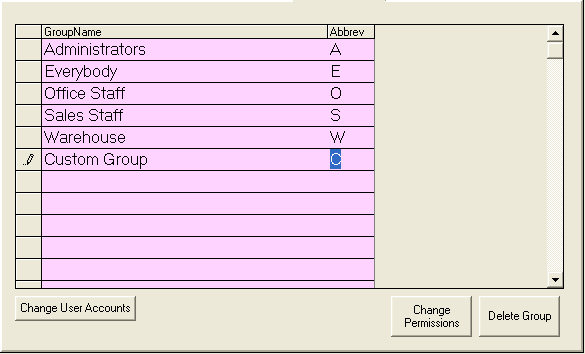 GroupName Abbrev
Administrators A
Everybody E
Office Staff O
Sales Staff S
Warehouse W
Custom Group C
Change User Accounts
Change
Permissions
Delete Group